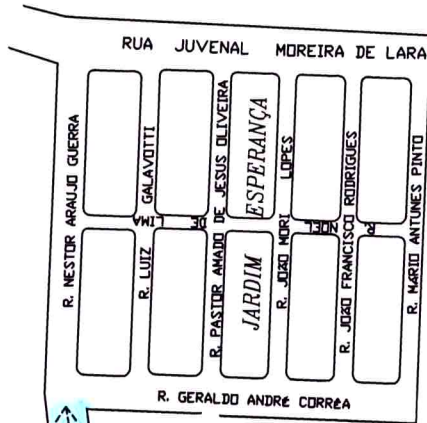 RUA JUVENAL MOREIRA DE LARA
R. NESTOR ARAUJO GUERRA
R. LUIZ GALAVOTTI
R. PASTOR AMADO DE JESUS OLIVEIRA
JARDIM ESPERANÇA
R. JOÃO MORI LOPES
R. JOÃO FRANCISCO RODRIGUES
R. MARIO ANTUNES PINTO
R. NOEL DE LIMA
R. GERALDO ANDRÉ CORRÊA